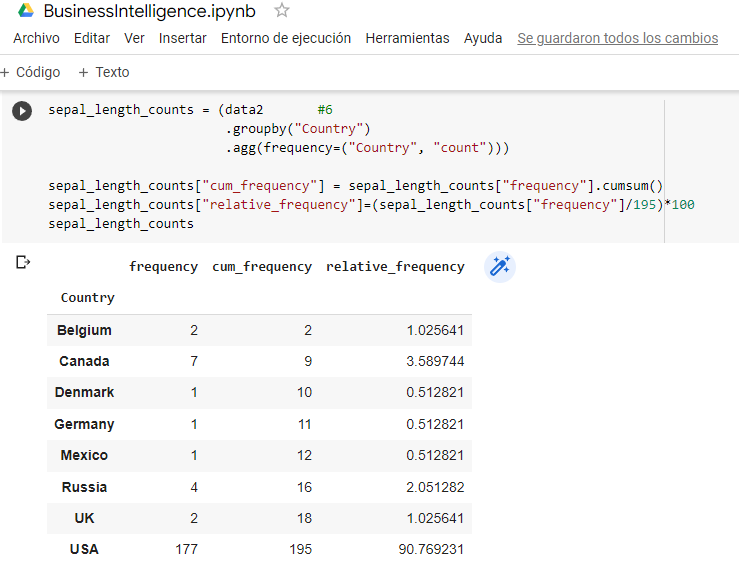 BusinessIntelligence.ipynb
Archivo Editar Ver Insertar Entorno de ejecución Herramientas Ayuda Se guardaron todos los cambios
+ Código + Texto
sepal_length_counts = (data2 #6
.groupby("Country")
.agg(frequency=("Country", "count")))
sepal_length_counts["cum_frequency"] = sepal_length_counts["frequency"].cumsum()
sepal_length_counts["relative_frequency"]=(sepal_length_counts["frequency"]/195)*100
sepal_length_counts
frequency cum_frequency relative_frequency
Country
Belgium 2 2 1.025641
Canada 7 9 3.589744
Denmark 1 10 0.512821
Germany 1 11 0.512821
Mexico 1 12 0.512821
Russia 4 16 2.051282
UK 2 18 1.025641
USA 177 195 90.769231